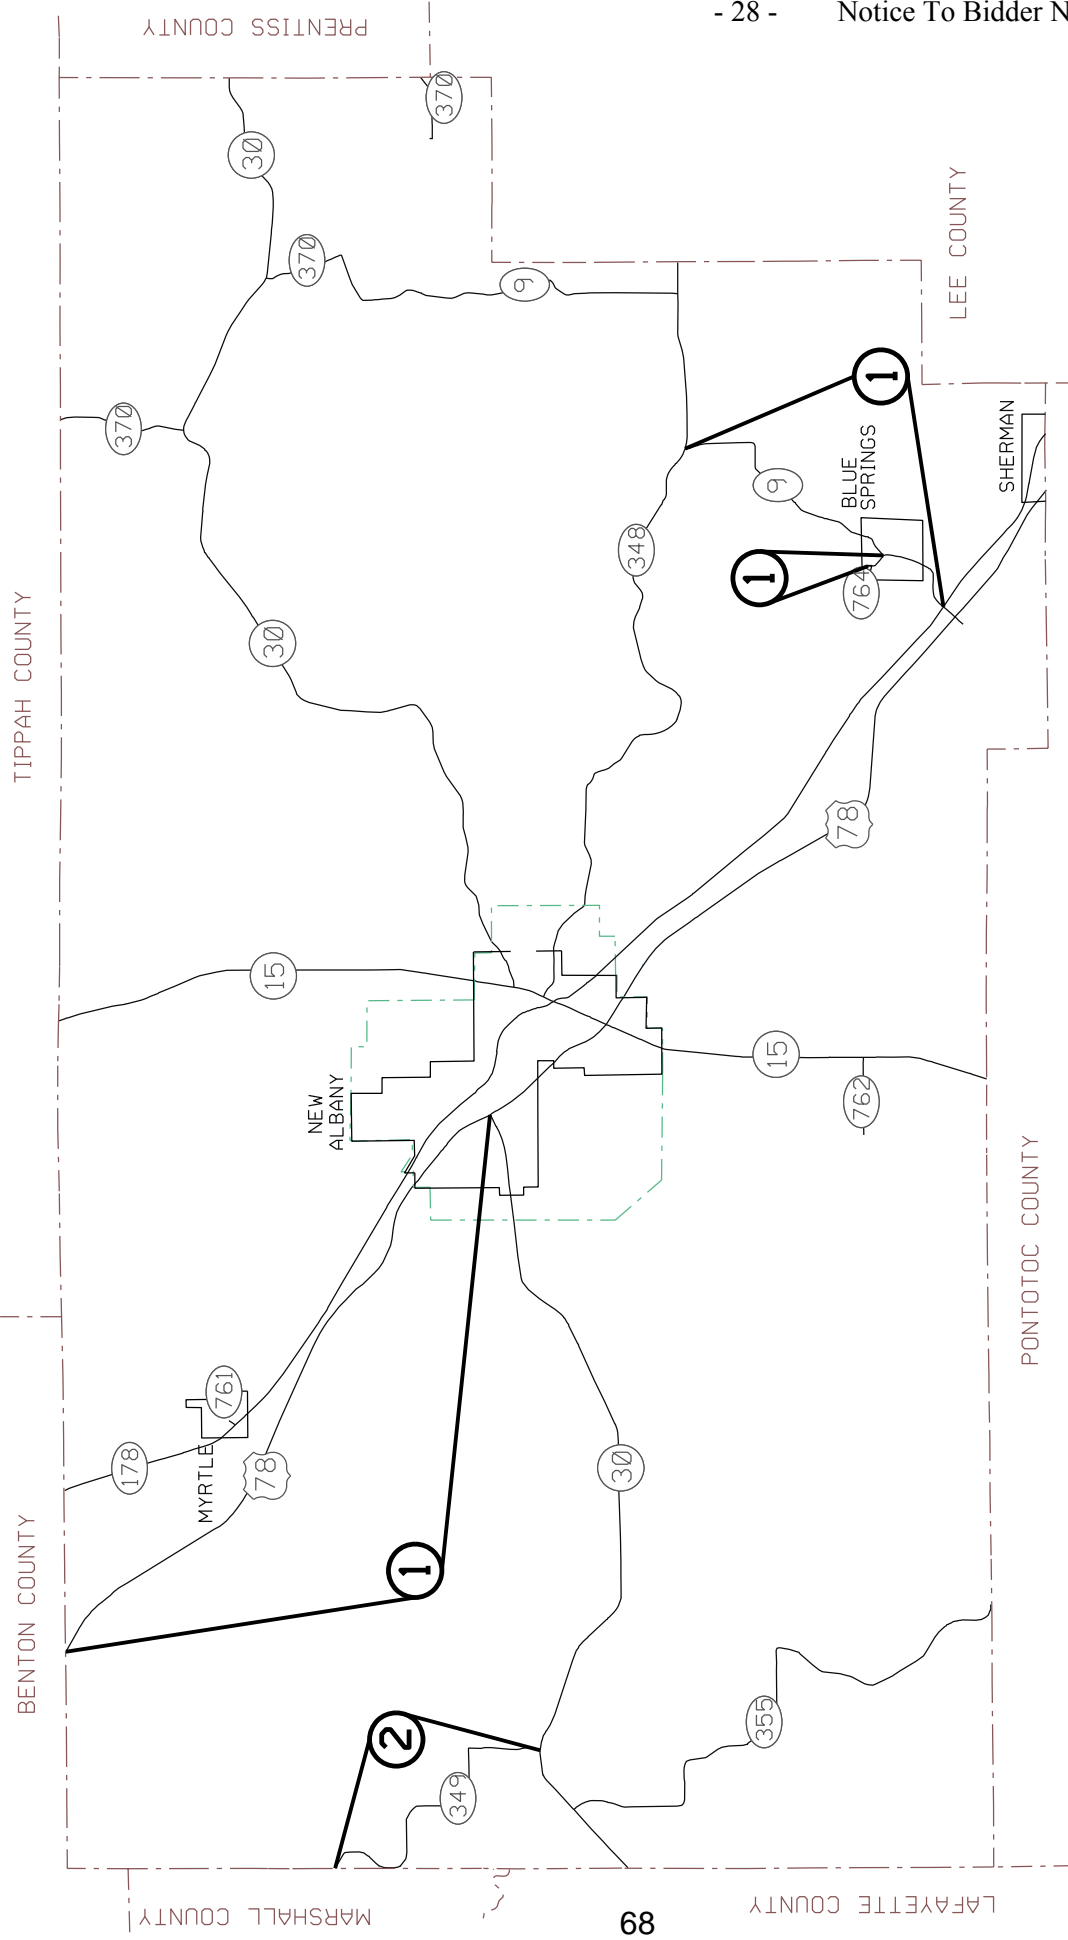 - 28 - Notice To Bidder N
PRENTISS COUNTY
370
30
370
9
LEE COUNTY
1
370
SHERMAN
BLUE
SPRINGS
9
348
1
764
TIPPAH COUNTY
30
78
15
15
762
NEW
ALBANY
PONTOTOC COUNTY
761
178
MYRTLE
78
30
BENTON COUNTY
1
2
349
355
MARSHALL COUNTY
LAFAYETTE COUNTY
68